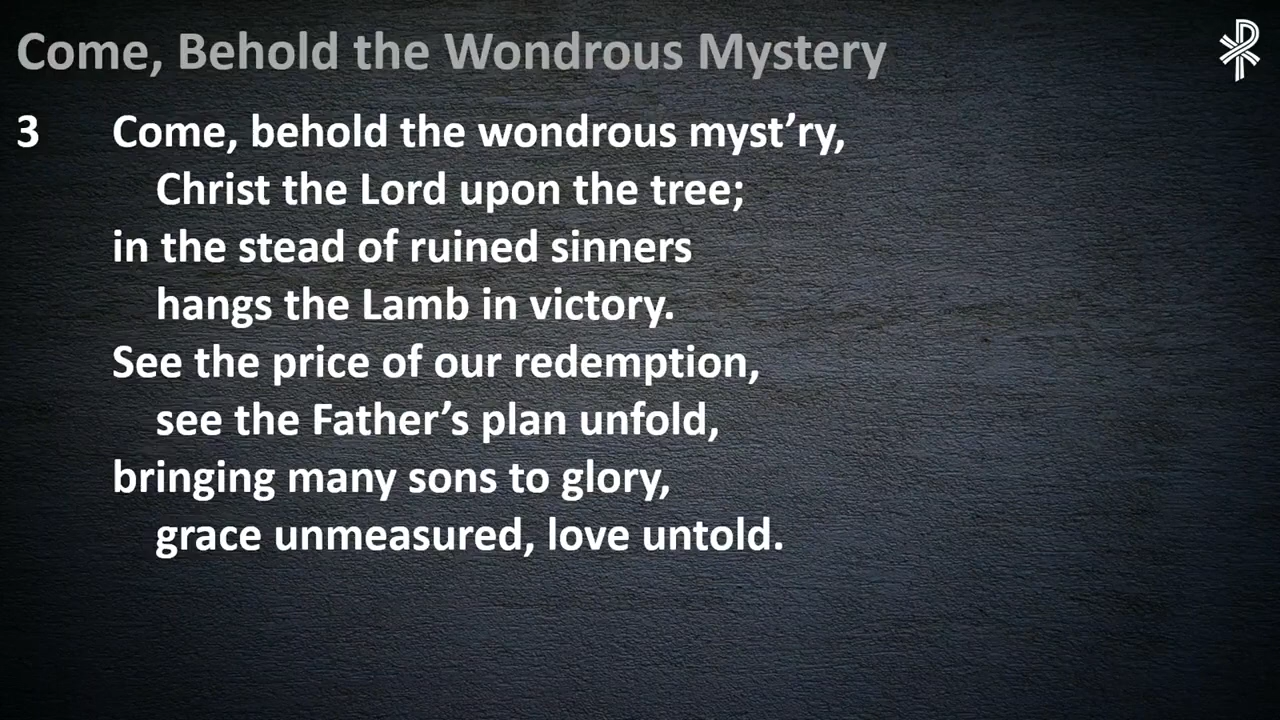 Come, Behold the Wondrous Mystery
3 Come, behold the wondrous myst’ry,
Christ the Lord upon the tree;
in the stead of ruined sinners
hangs the Lamb in victory.
See the price of our redemption,
see the Father’s plan unfold,
bringing many sons to glory,
grace unmeasured, love untold.